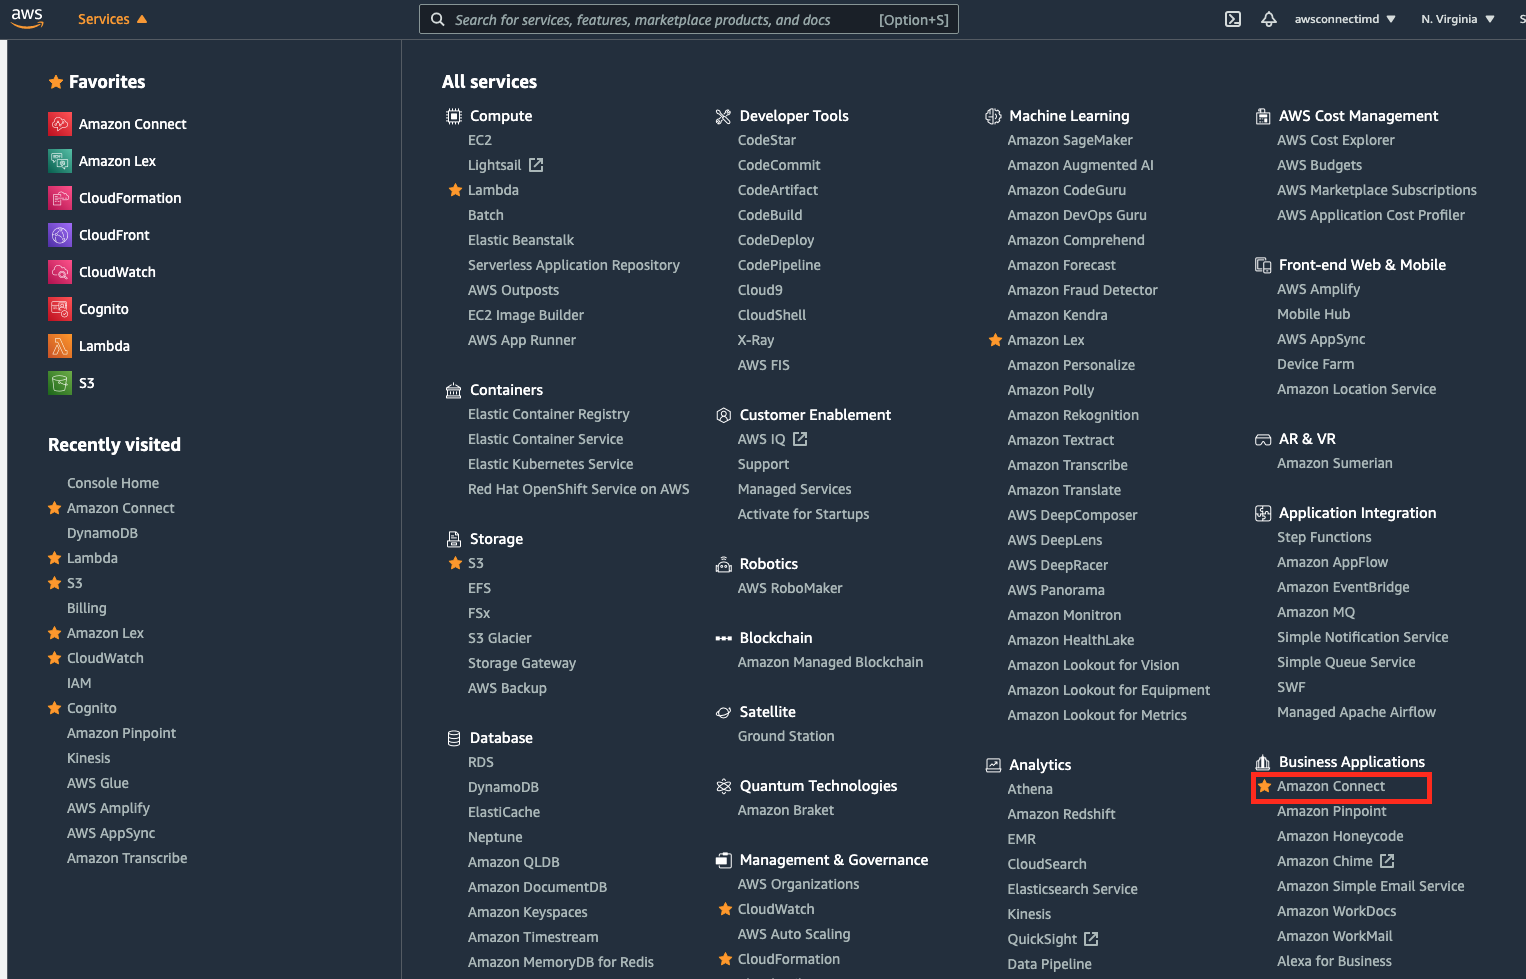 aws
Services
Search for services, features, marketplace products, and docs
[Option+S]
awsconnectimd
N. Virginia
Favorites
Amazon Connect
Amazon Lex
CloudFormation
CloudFront
CloudWatch
Cognito
Lambda
S3
Recently visited
Console Home
Amazon Connect
DynamoDB
Lambda
S3
Billing
Amazon Lex
CloudWatch
IAM
Cognito
Amazon Pinpoint
Kinesis
AWS Glue
AWS Amplify
AWS AppSync
Amazon Transcribe
All services
Compute
EC2
Lightsail
Lambda
Batch
Elastic Beanstalk
Serverless Application Repository
AWS Outposts
EC2 Image Builder
AWS App Runner
Containers
Elastic Container Registry
Elastic Container Service
Elastic Kubernetes Service
Red Hat OpenShift Service on AWS
Storage
S3
EFS
FSx
S3 Glacier
Storage Gateway
AWS Backup
Database
RDS
DynamoDB
ElastiCache
Neptune
Amazon QLDB
Amazon DocumentDB
Amazon Keyspaces
Amazon Timestream
Amazon MemoryDB for Redis
Developer Tools
CodeStar
CodeCommit
CodeArtifact
CodeBuild
CodeDeploy
CodePipeline
Cloud9
CloudShell
X-Ray
AWS FIS
Customer Enablement
AWS IQ
Support
Managed Services
Activate for Startups
Robotics
AWS RoboMaker
Blockchain
Amazon Managed Blockchain
Satellite
Ground Station
Quantum Technologies
Amazon Braket
Management & Governance
AWS Organizations
CloudWatch
AWS Auto Scaling
CloudFormation
Machine Learning
Amazon SageMaker
Amazon Augmented AI
Amazon CodeGuru
Amazon DevOps Guru
Amazon Comprehend
Amazon Forecast
Amazon Fraud Detector
Amazon Kendra
Amazon Lex
Amazon Personalize
Amazon Polly
Amazon Rekognition
Amazon Textract
Amazon Transcribe
Amazon Translate
AWS DeepComposer
AWS DeepLens
AWS DeepRacer
AWS Panorama
Amazon Monitron
Amazon HealthLake
Amazon Lookout for Vision
Amazon Lookout for Equipment
Amazon Lookout for Metrics
Analytics
Athena
Amazon Redshift
EMR
CloudSearch
Elasticsearch Service
Kinesis
QuickSight
Data Pipeline
AWS Cost Management
AWS Cost Explorer
AWS Budgets
AWS Marketplace Subscriptions
AWS Application Cost Profiler
Front-end Web & Mobile
AWS Amplify
Mobile Hub
AWS AppSync
Device Farm
Amazon Location Service
AR & VR
Amazon Sumerian
Application Integration
Step Functions
Amazon AppFlow
Amazon EventBridge
Amazon MQ
Simple Notification Service
Simple Queue Service
SWF
Managed Apache Airflow
Business Applications
Amazon Connect
Amazon Pinpoint
Amazon Honeycode
Amazon Chime
Amazon Simple Email Service
Amazon WorkDocs
Amazon WorkMail
Alexa for Business